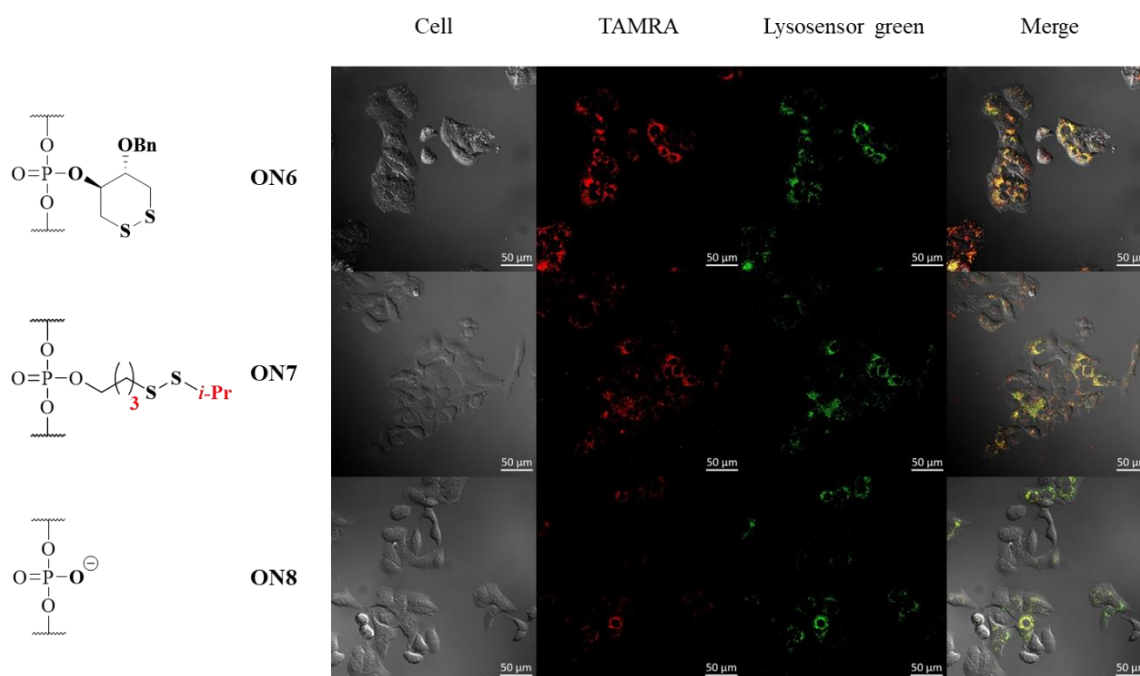 Cell TAMRA Lysosensor green Merge
O
OBn
O=P-O
O
S
S
ON6
50 µm 50 µm 50 µm 50 µm
O
O=P-O
O
3
S
S
i-Pr
ON7
50 µm 50 µm 50 µm 50 µm
O
O=P-O⊖
O
ON8
50 µm 50 µm 50 µm 50 µm